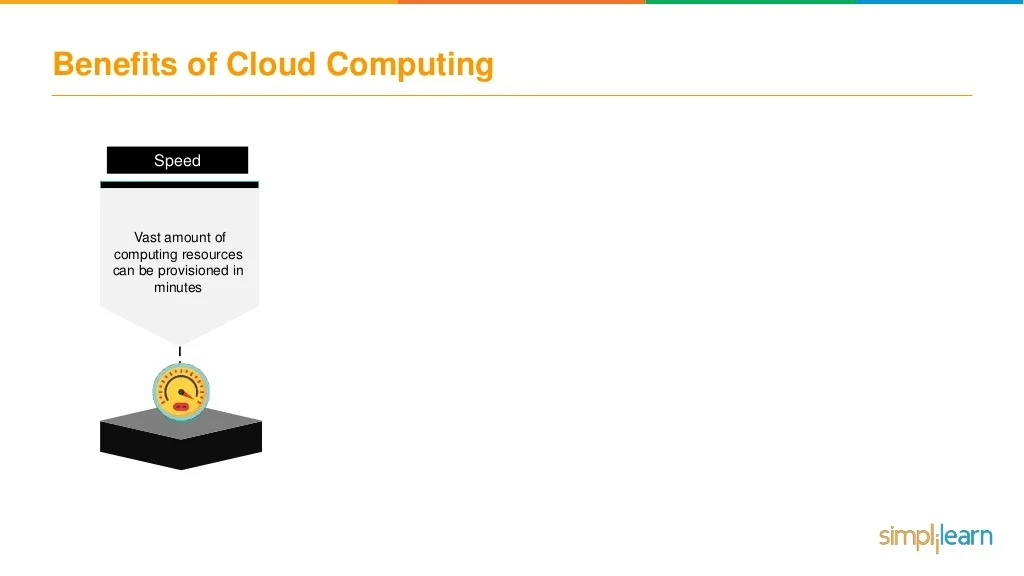 Benefits of Cloud Computing
Speed
Vast amount of
computing resources
can be provisioned in
minutes
simplilearn